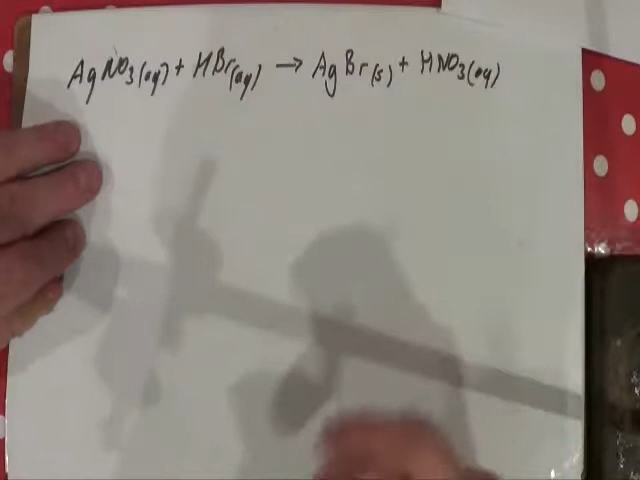 AgNO3(aq) + HBr(aq) → AgBr(s) + HNO3(aq)